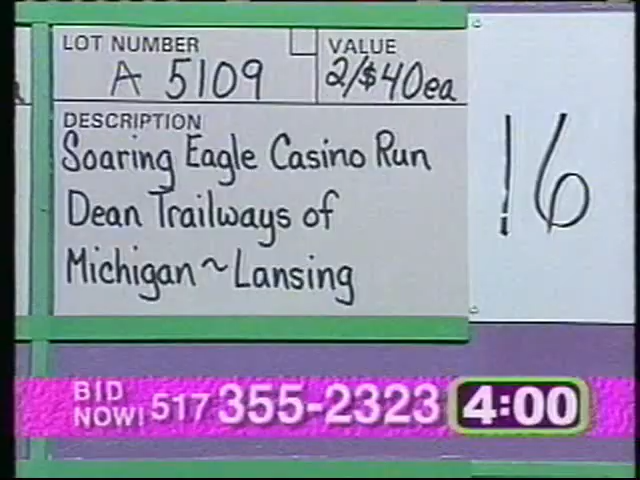 LOT NUMBER
A 5109
VALUE
2/$40ea
DESCRIPTION
Soaring Eagle Casino Run
Dean Trailways of
Michigan ~ Lansing
16
BID NOW! 517 355-2323 4:00